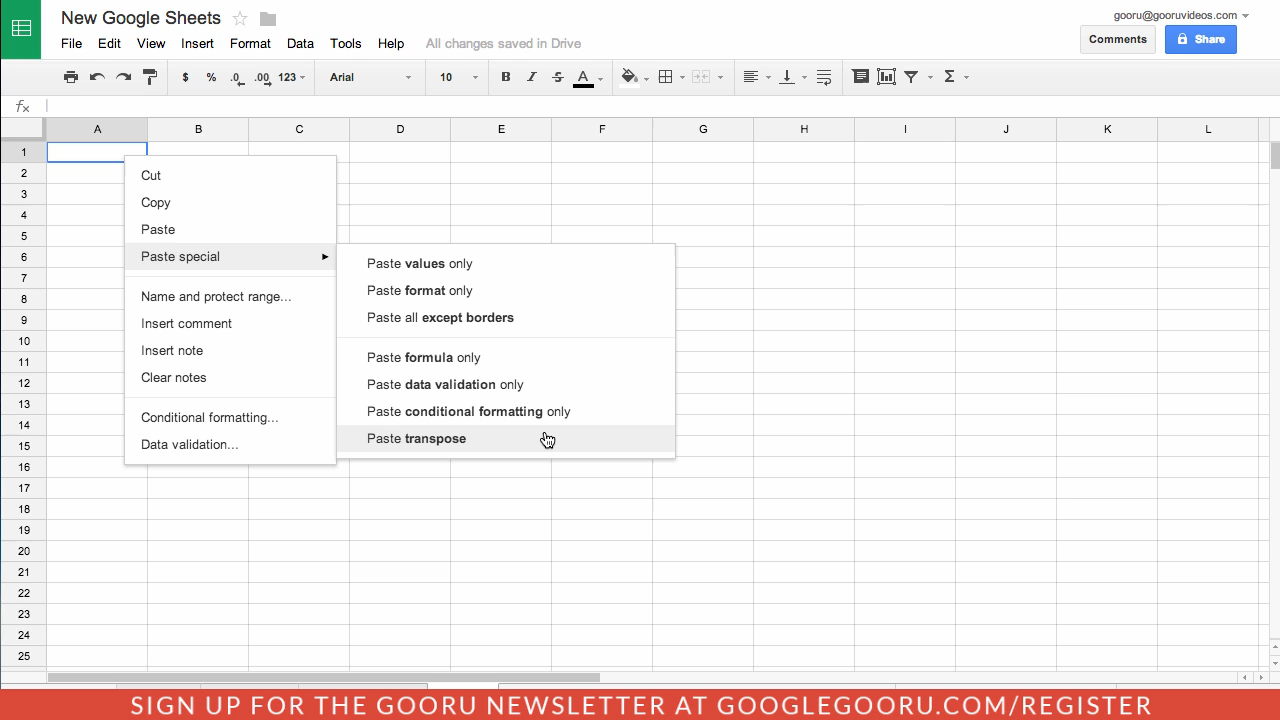 New Google Sheets
gooru@gooruvideos.com
File Edit View Insert Format Data Tools Help All changes saved in Drive
Comments Share
$ % .0 .00 123 Arial 10 B I S A Σ
fx
A B C D E F G H I J K L
1
2
3
4
5
6
7
8
9
10
11
12
13
14
15
16
17
18
19
20
21
22
23
24
25
Cut
Copy
Paste
Paste special
Name and protect range...
Insert comment
Insert note
Clear notes
Conditional formatting...
Data validation...
Paste values only
Paste format only
Paste all except borders
Paste formula only
Paste data validation only
Paste conditional formatting only
Paste transpose
SIGN UP FOR THE GOORU NEWSLETTER AT GOOGLEGOORU.COM/REGISTER